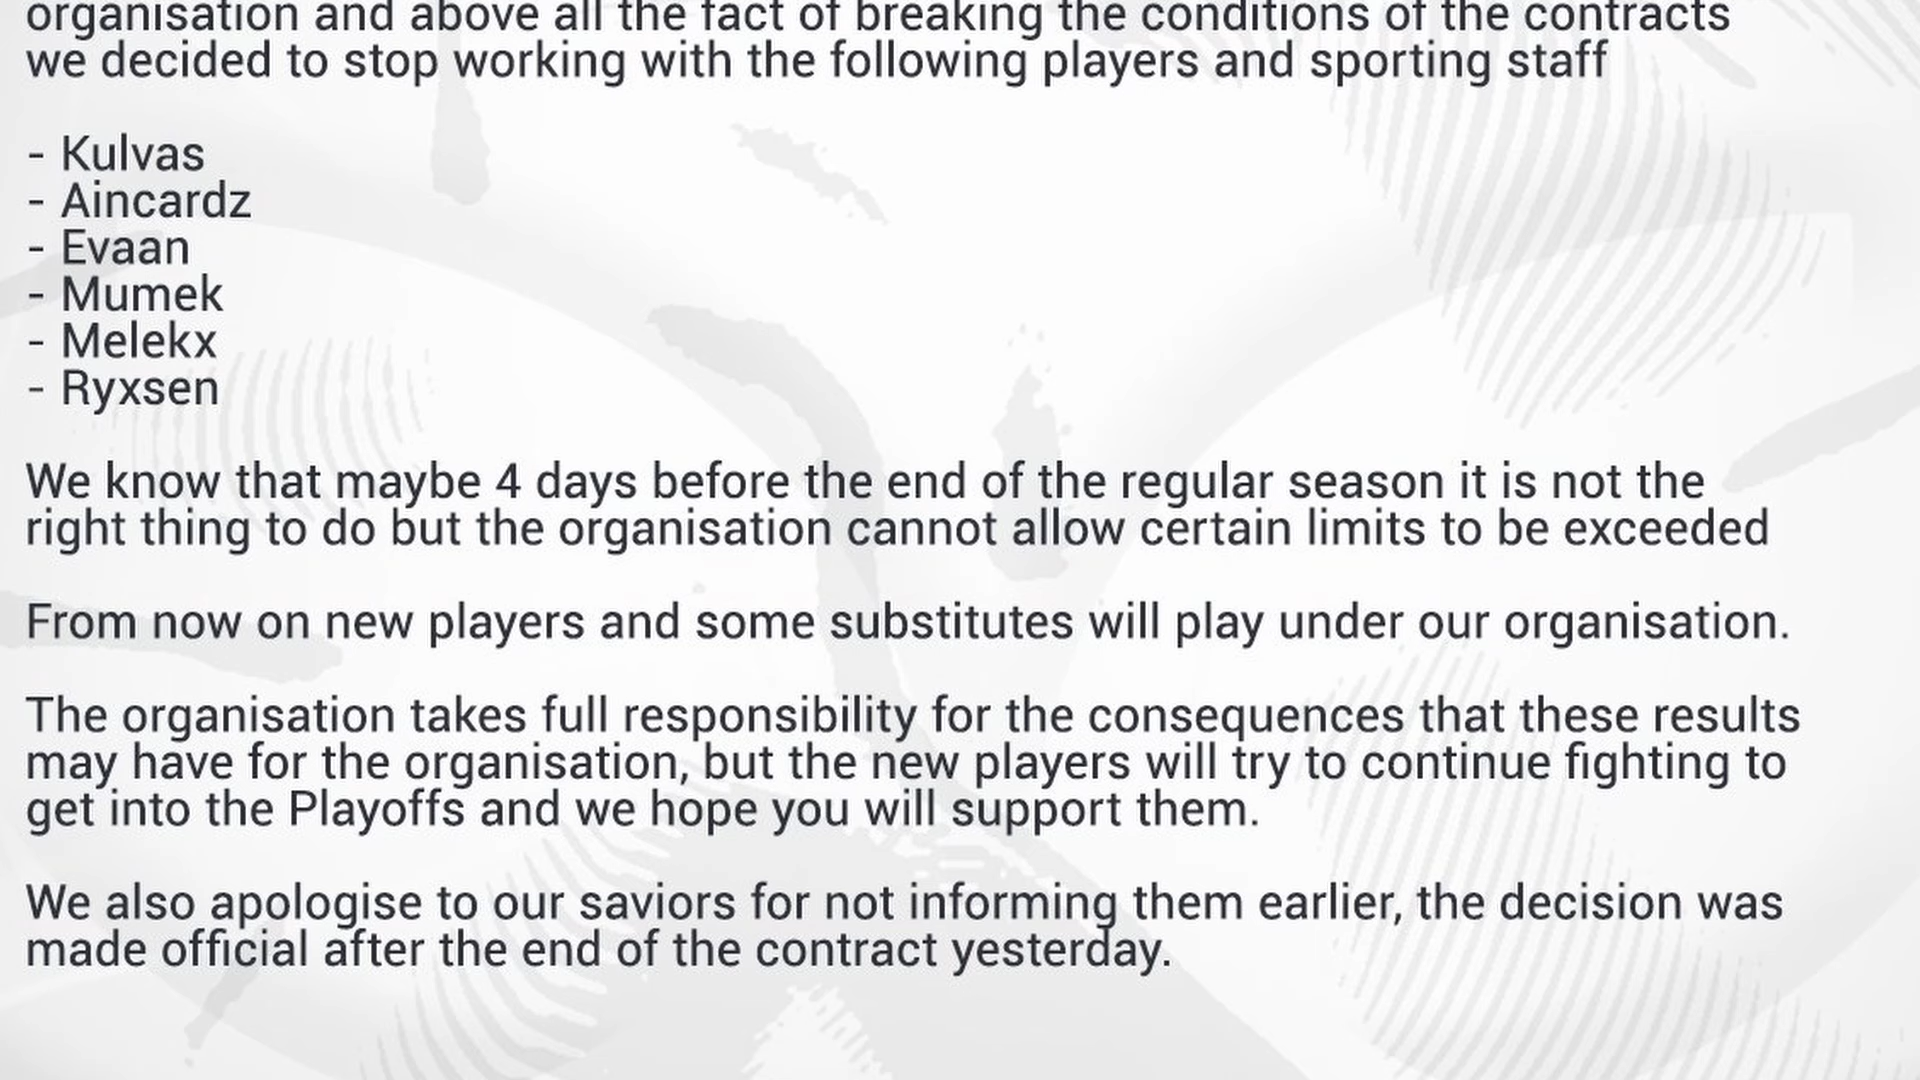 organisation and above all the fact of breaking the conditions of the contracts
we decided to stop working with the following players and sporting staff
- Kulvas
- Aincardz
- Evaan
- Mumek
- Melekx
- Ryxsen
We know that maybe 4 days before the end of the regular season it is not the
right thing to do but the organisation cannot allow certain limits to be exceeded
From now on new players and some substitutes will play under our organisation.
The organisation takes full responsibility for the consequences that these results
may have for the organisation, but the new players will try to continue fighting to
get into the Playoffs and we hope you will support them.
We also apologise to our saviors for not informing them earlier, the decision was
made official after the end of the contract yesterday.